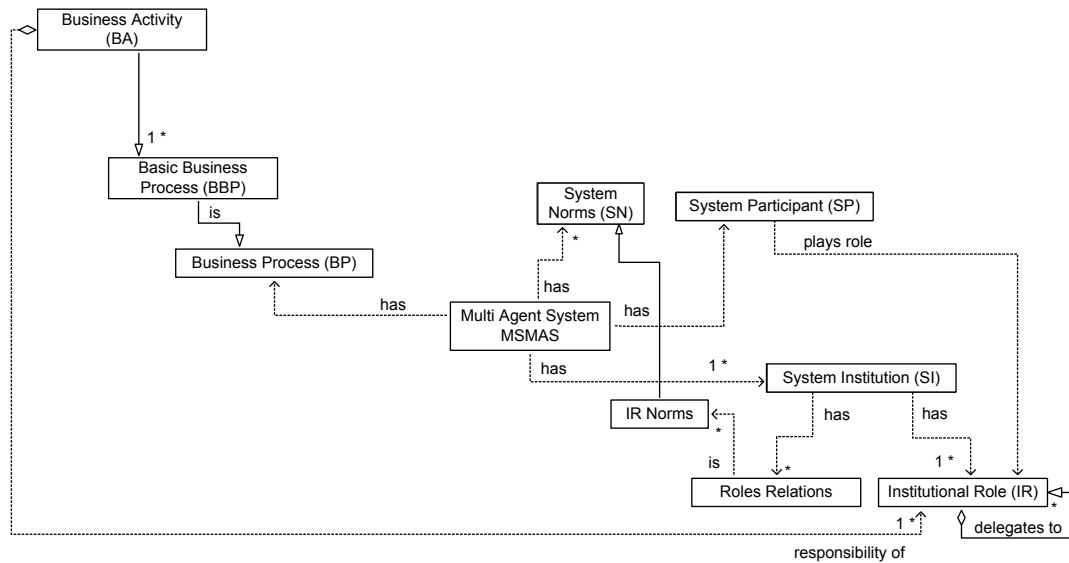 Business Activity
(BA)
1 *
Basic Business
Process (BBP)
is
Business Process (BP)
System
Norms (SN)
System Participant (SP)
*
plays role
has
has
has
Multi Agent System
MSMAS
has
1 *
System Institution (SI)
IR Norms
*
has
has
is
*
1 *
Roles Relations
Institutional Role (IR)
*
1 *
delegates to
responsibility of